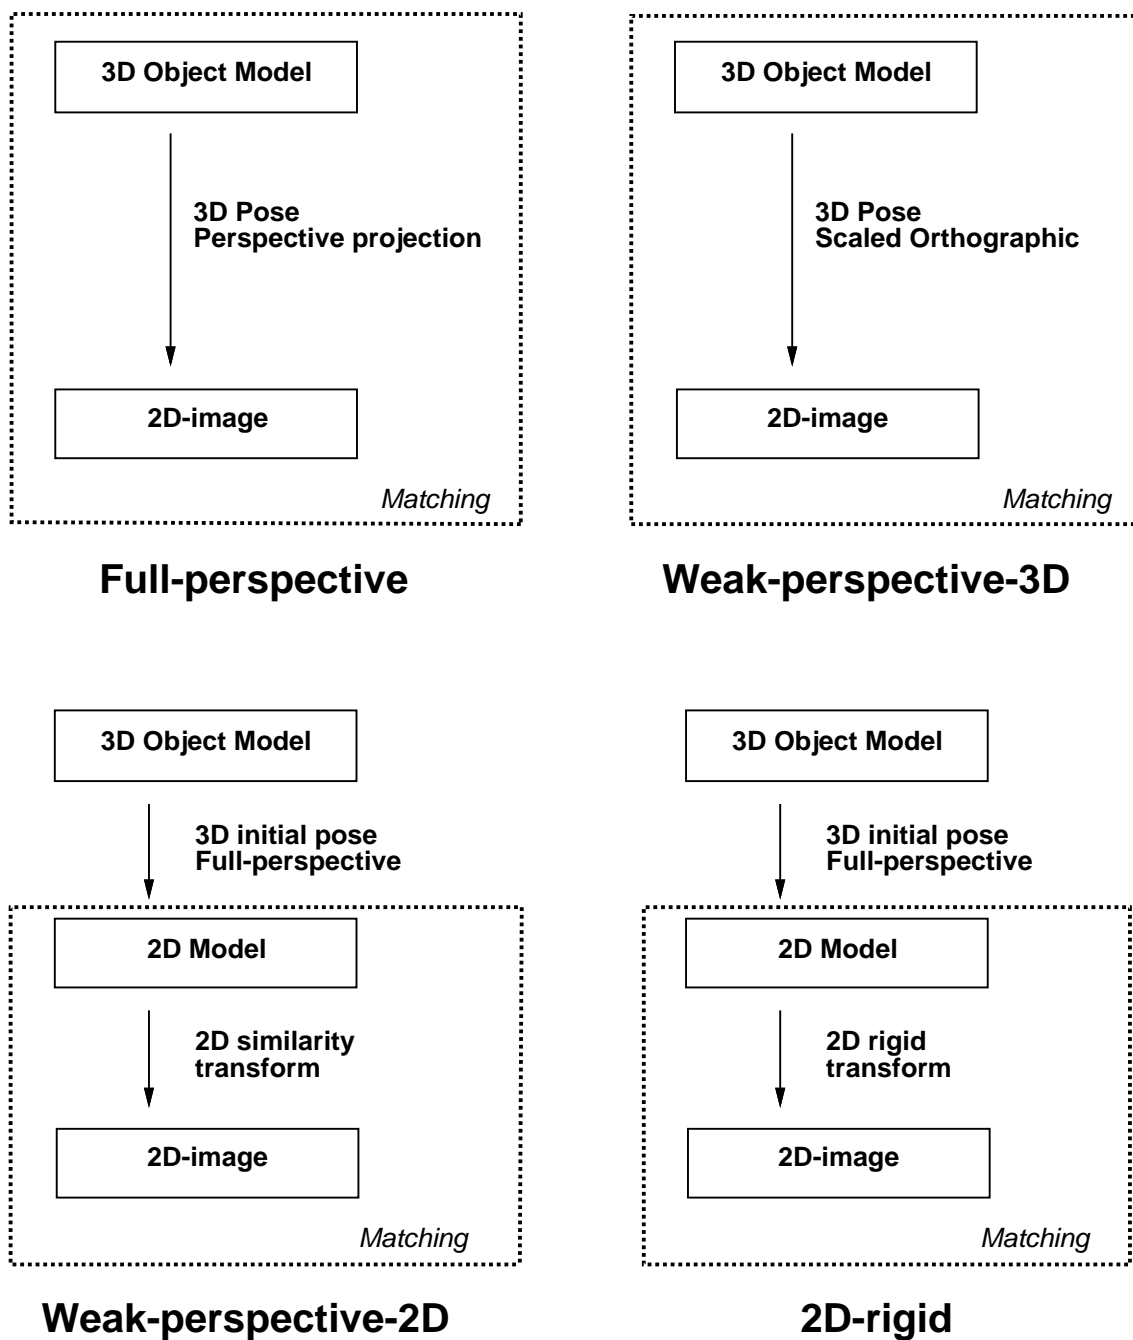 3D Object Model
3D Pose
Perspective projection
2D-image
Matching
Full-perspective
3D Object Model
3D Pose
Scaled Orthographic
2D-image
Matching
Weak-perspective-3D
3D Object Model
3D initial pose
Full-perspective
2D Model
2D similarity
transform
2D-image
Matching
Weak-perspective-2D
3D Object Model
3D initial pose
Full-perspective
2D Model
2D rigid
transform
2D-image
Matching
2D-rigid